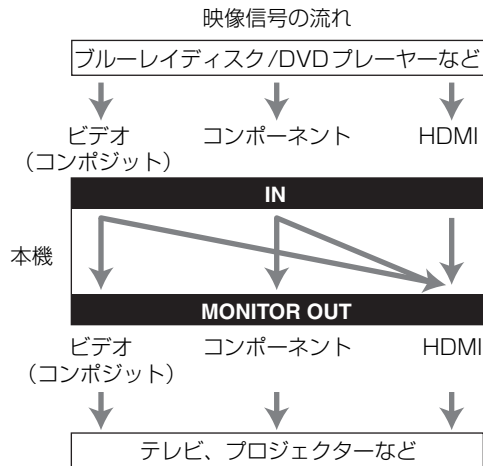 映像信号の流れ
ブルーレイディスク/DVDプレーヤーなど
ビデオ
(コンポジット)
コンポーネント
HDMI
IN
本機
MONITOR OUT
ビデオ
(コンポジット)
コンポーネント
HDMI
テレビ、プロジェクターなど